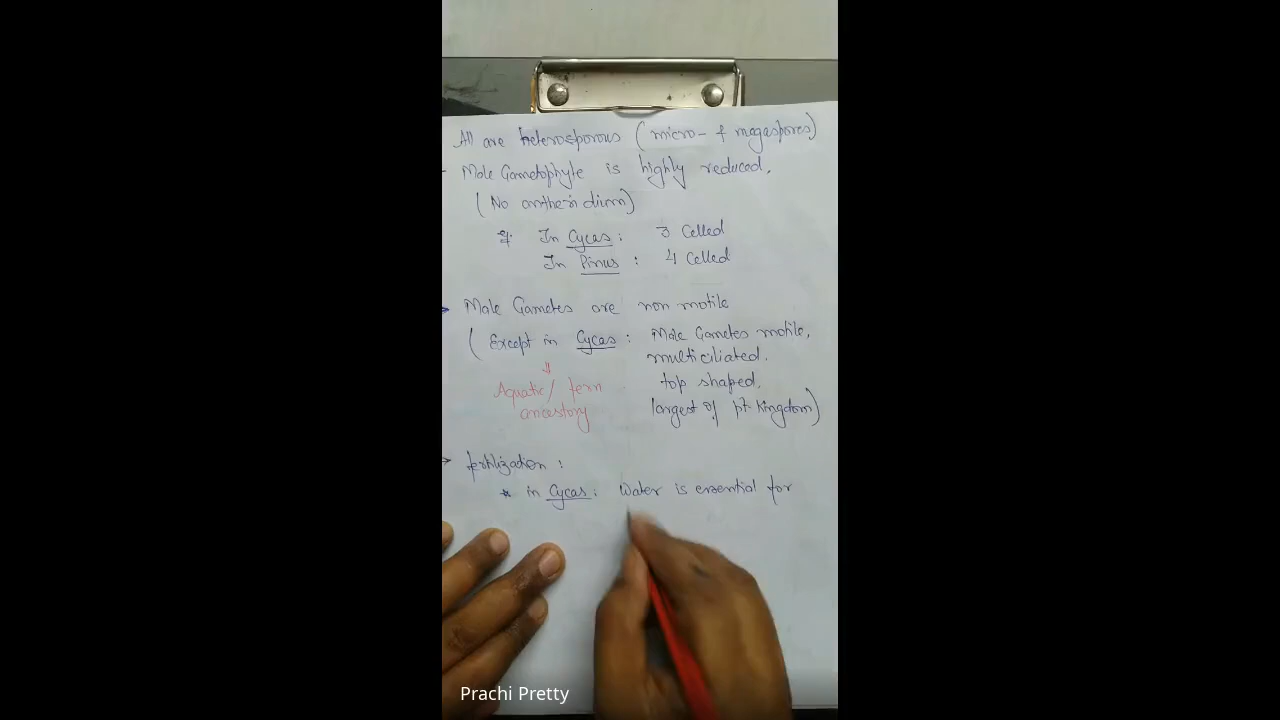 All are heterosporous (micro- & megaspores)
- Male Gametophyte is highly reduced.
(No antheridium)
In Cycas : 3 Celled
In Pinus : 4 Celled
→ Male Gametes are non motile
(Except in Cycas : Male Gametes motile,
multiciliated.
⇓
top shaped.
Aquatic/ fern
ancestory
largest of pt. Kingdom)
→ fertilization :
* in Cycas : Water is essential for
Prachi Pretty